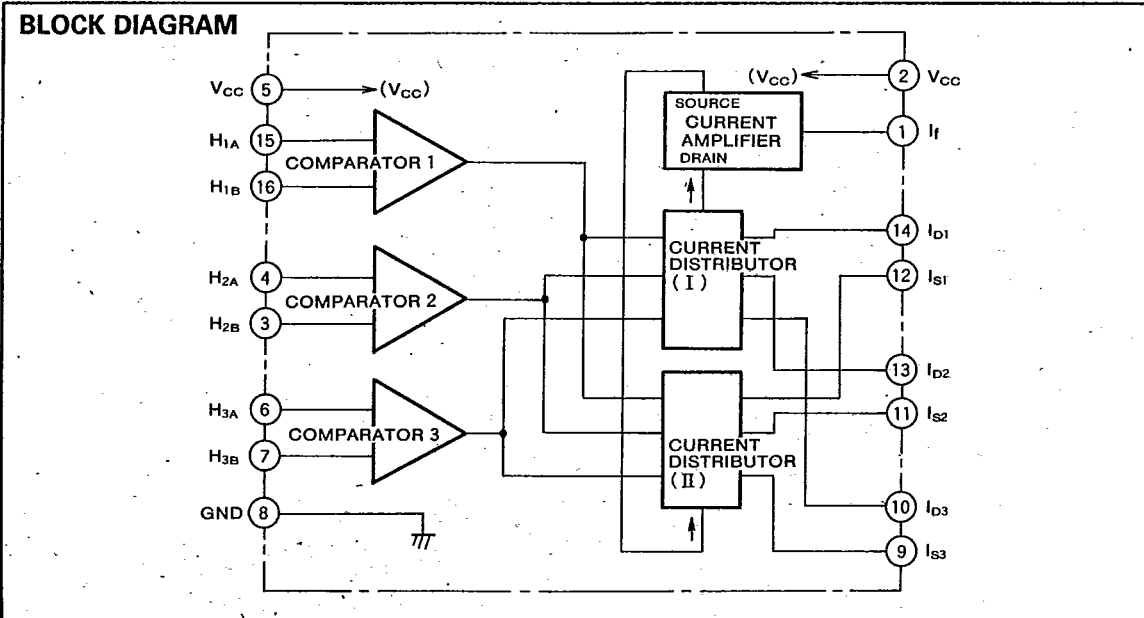 BLOCK DIAGRAM
VCC 5 (VCC)
H1A 15
COMPARATOR 1
H1B 16
H2A 4
COMPARATOR 2
H2B 3
H3A 6
COMPARATOR 3
H3B 7
GND 8
(VCC) 2 VCC
SOURCE
CURRENT
AMPLIFIER
DRAIN
1 If
CURRENT
DISTRIBUTOR
(I)
14 ID1
12 IS1
13 ID2
11 IS2
CURRENT
DISTRIBUTOR
(II)
10 ID3
9 IS3